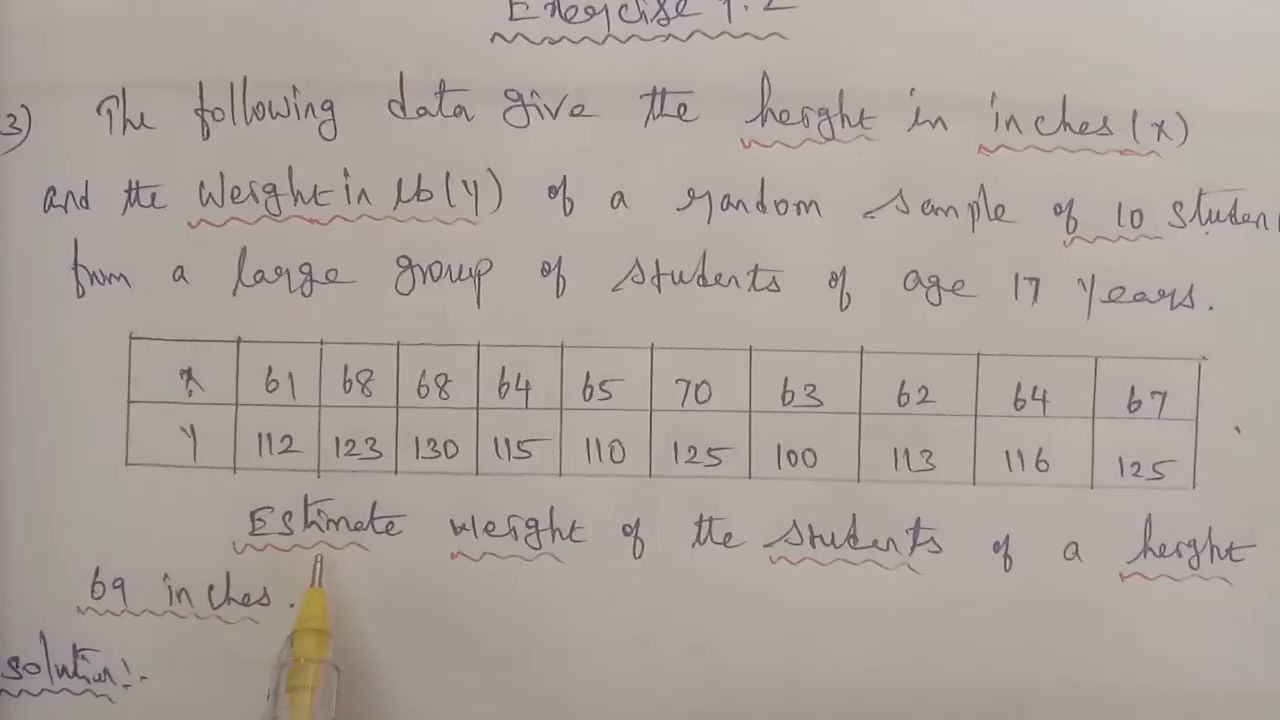 Exercise 9.2
3) The following data give the height in inches (x)
and the weight in lb (y) of a random sample of 10 studen
from a large group of students of age 17 years.
x 61 68 68 64 65 70 63 62 64 67
y 112 123 130 115 110 125 100 113 116 125
Estimate weight of the students of a height
69 inches.
solution:-